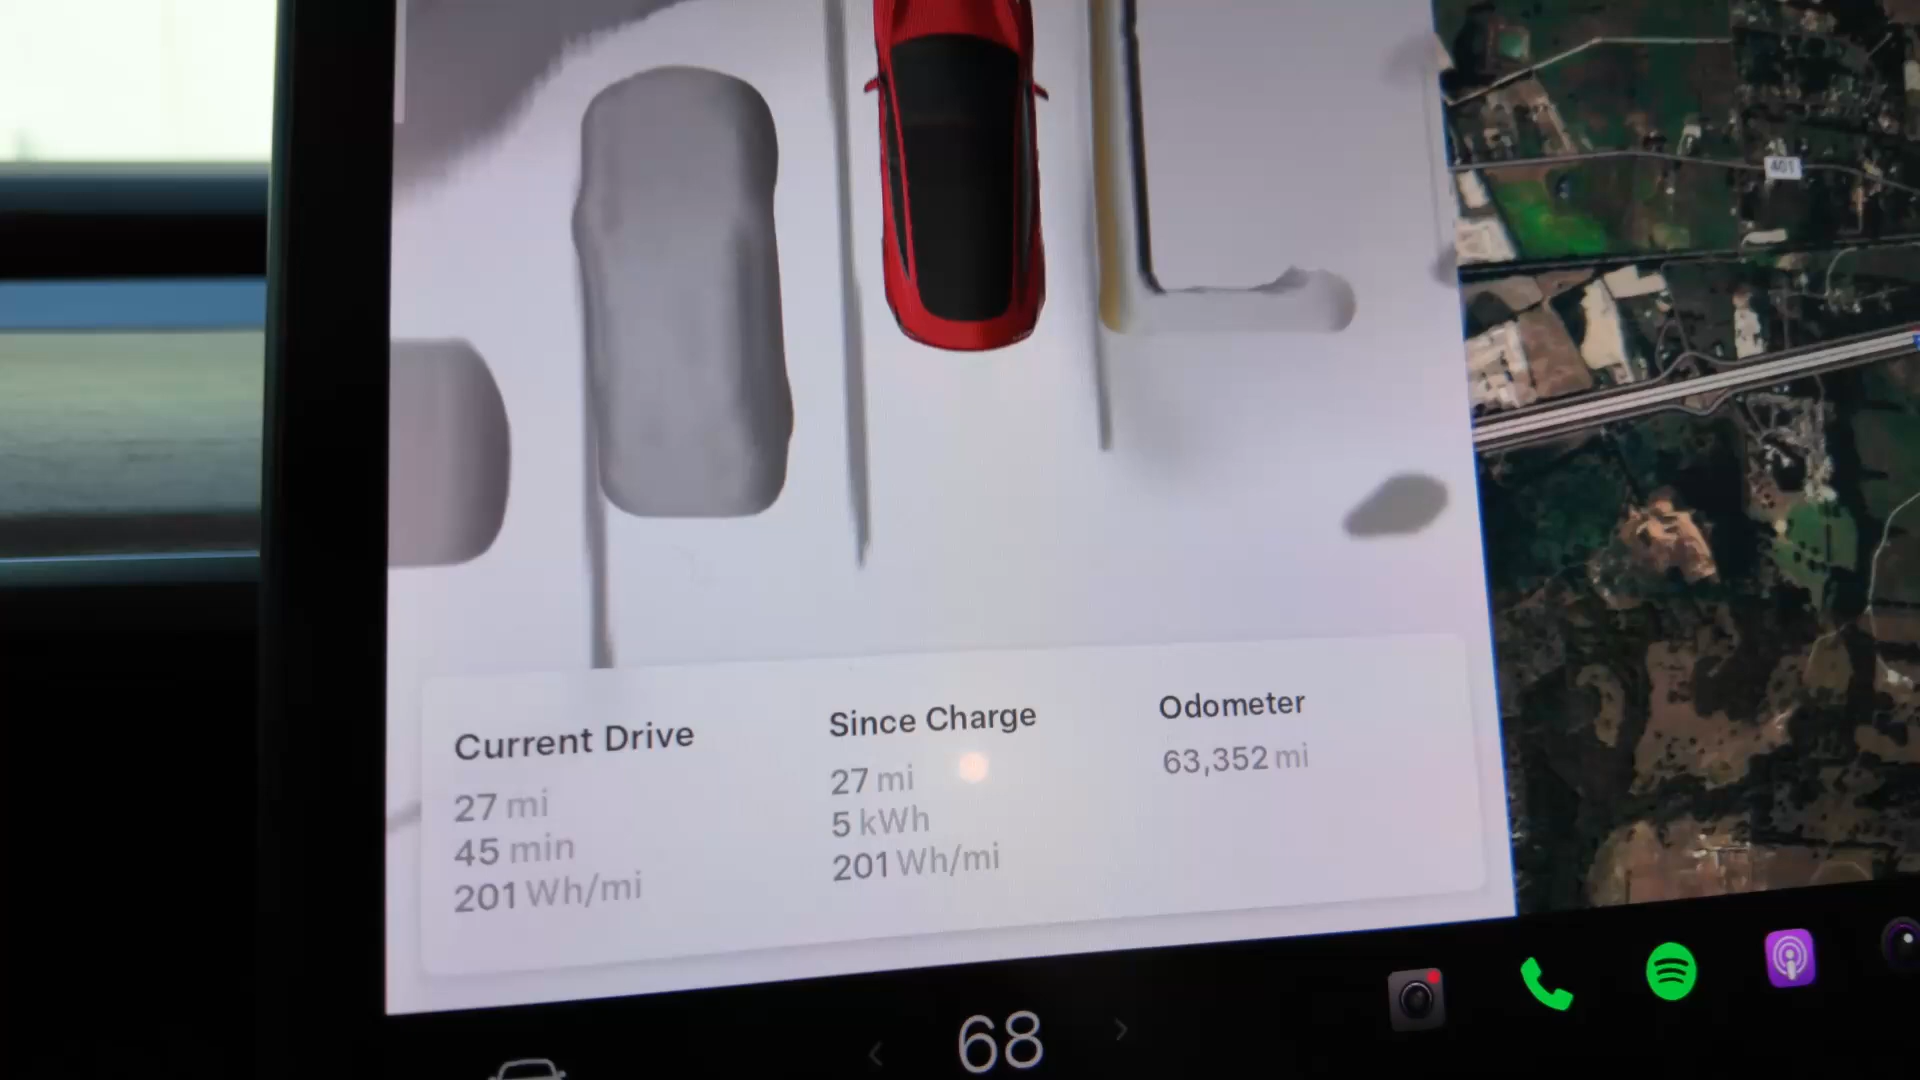 401
Current Drive
27 mi
45 min
201 Wh/mi
Since Charge
27 mi
5 kWh
201 Wh/mi
Odometer
63,352 mi
68